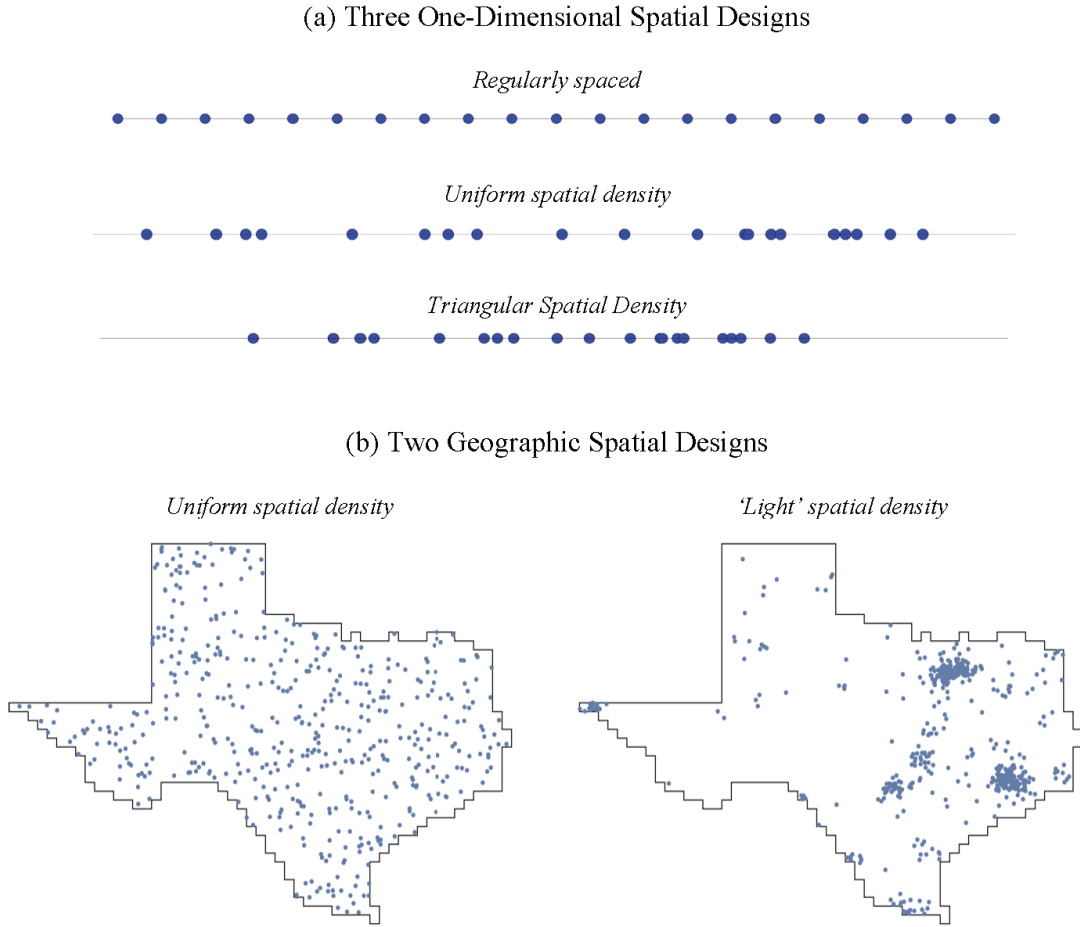 (a) Three One-Dimensional Spatial Designs
Regularly spaced
Uniform spatial density
Triangular Spatial Density
(b) Two Geographic Spatial Designs
Uniform spatial density
‘Light’ spatial density